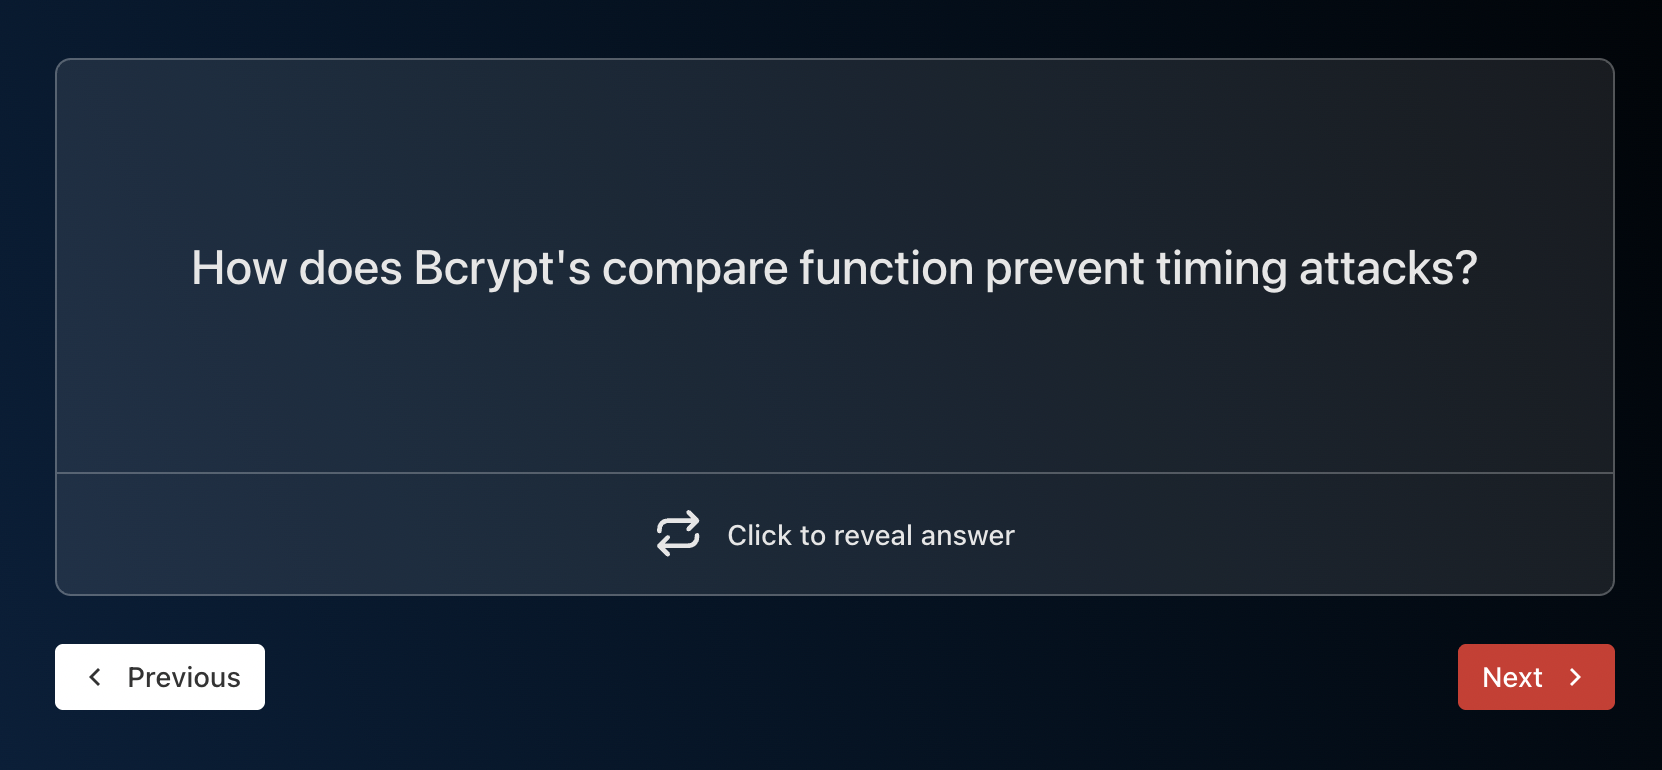 How does Bcrypt's compare function prevent timing attacks?
Click to reveal answer
Previous
Next